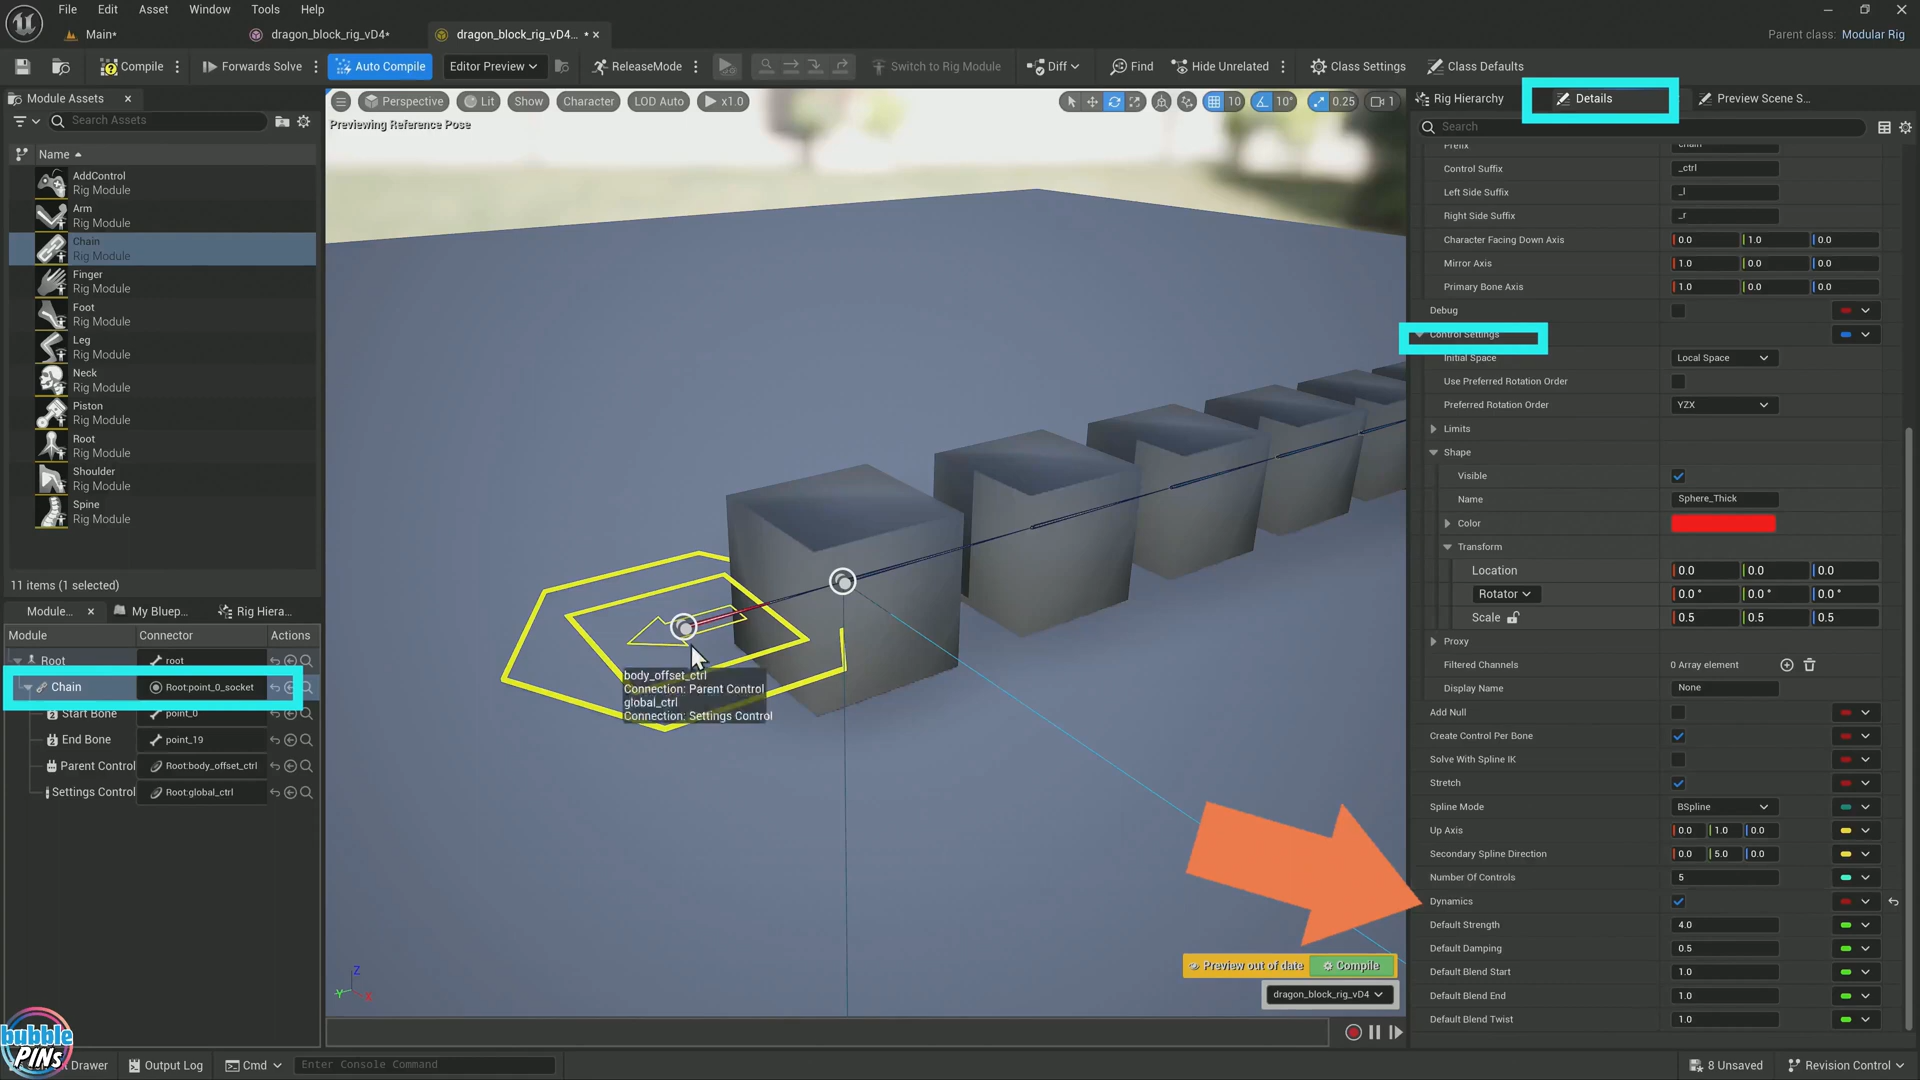 File Edit Asset Window Tools Help
Main*
dragon_block_rig_vD4*
dragon_block_rig_vD4... *
Parent class: Modular Rig
Compile
Forwards Solve
Auto Compile
Editor Preview
ReleaseMode
Switch to Rig Module
Diff
Find
Hide Unrelated
Class Settings
Class Defaults
Module Assets
Search Assets
Name
AddControl
Rig Module
Arm
Rig Module
Chain
Rig Module
Finger
Rig Module
Foot
Rig Module
Leg
Rig Module
Neck
Rig Module
Piston
Rig Module
Root
Rig Module
Shoulder
Rig Module
Spine
Rig Module
11 items (1 selected)
Module...
My Bluep...
Rig Hiera...
Module Connector Actions
Root root
Chain Root:point_0_socket
Start Bone point_0
End Bone point_19
Parent Control Root:body_offset_ctrl
Settings Control Root:global_ctrl
Perspective Lit Show Character LOD Auto x1.0
10 10° 0.25 1
Previewing Reference Pose
body_offset_ctrl
Connection: Parent Control
global_ctrl
Connection: Settings Control
Z
Y
X
Preview out of date Compile
dragon_block_rig_vD4
Rig Hierarchy
Details
Preview Scene S...
Search
Prefix chain
Control Suffix _ctrl
Left Side Suffix _l
Right Side Suffix _r
Character Facing Down Axis 0.0 1.0 0.0
Mirror Axis 1.0 0.0 0.0
Primary Bone Axis 1.0 0.0 0.0
Debug
Control Settings
Initial Space Local Space
Use Preferred Rotation Order
Preferred Rotation Order YZX
Limits
Shape
Visible
Name Sphere_Thick
Color
Transform
Location 0.0 0.0 0.0
Rotator 0.0 ° 0.0 ° 0.0 °
Scale 0.5 0.5 0.5
Proxy
Filtered Channels 0 Array element
Display Name None
Add Null
Create Control Per Bone
Solve With Spline IK
Stretch
Spline Mode BSpline
Up Axis 0.0 1.0 0.0
Secondary Spline Direction 0.0 5.0 0.0
Number Of Controls 5
Dynamics
Default Strength 4.0
Default Damping 0.5
Default Blend Start 1.0
Default Blend End 1.0
Default Blend Twist 1.0
bubble
PINs
Drawer
Output Log
Cmd
Enter Console Command
8 Unsaved
Revision Control